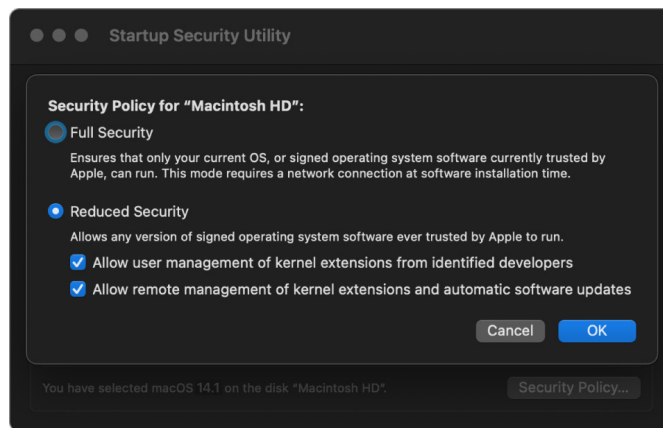 Startup Security Utility
Security Policy for “Macintosh HD”:
Full Security
Ensures that only your current OS, or signed operating system software currently trusted by
Apple, can run. This mode requires a network connection at software installation time.
Reduced Security
Allows any version of signed operating system software ever trusted by Apple to run.
Allow user management of kernel extensions from identified developers
Allow remote management of kernel extensions and automatic software updates
Cancel OK
You have selected macOS 14.1 on the disk “Macintosh HD”. Security Policy...